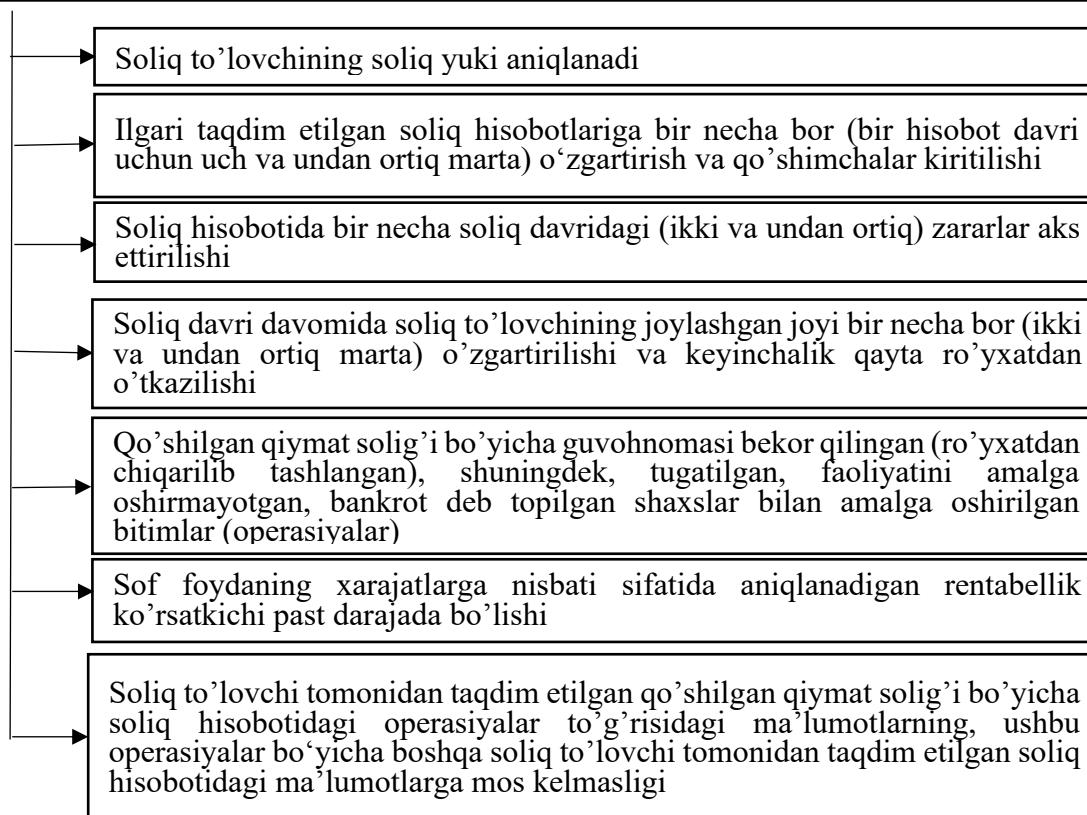 Soliq to’lovchining soliq yuki aniqlanadi
Ilgari taqdim etilgan soliq hisobotlariga bir necha bor (bir hisobot davri
uchun uch va undan ortiq marta) o‘zgartirish va qo’shimchalar kiritilishi
Soliq hisobotida bir necha soliq davridagi (ikki va undan ortiq) zararlar aks
ettirilishi
Soliq davri davomida soliq to’lovchining joylashgan joyi bir necha bor (ikki
va undan ortiq marta) o’zgartirilishi va keyinchalik qayta ro’yxatdan
o’tkazilishi
Qo’shilgan qiymat solig’i bo’yicha guvohnomasi bekor qilingan (ro’yxatdan
chiqarilib tashlangan), shuningdek, tugatilgan, faoliyatini amalga
oshirmayotgan, bankrot deb topilgan shaxslar bilan amalga oshirilgan
bitimlar (operasiyalar)
Sof foydaning xarajatlarga nisbati sifatida aniqlanadigan rentabellik
ko’rsatkichi past darajada bo’lishi
Soliq to’lovchi tomonidan taqdim etilgan qo’shilgan qiymat solig’i bo’yicha
soliq hisobotidagi operasiyalar to’g’risidagi ma’lumotlarning, ushbu
operasiyalar bo‘yicha boshqa soliq to’lovchi tomonidan taqdim etilgan soliq
hisobotidagi ma’lumotlarga mos kelmasligi